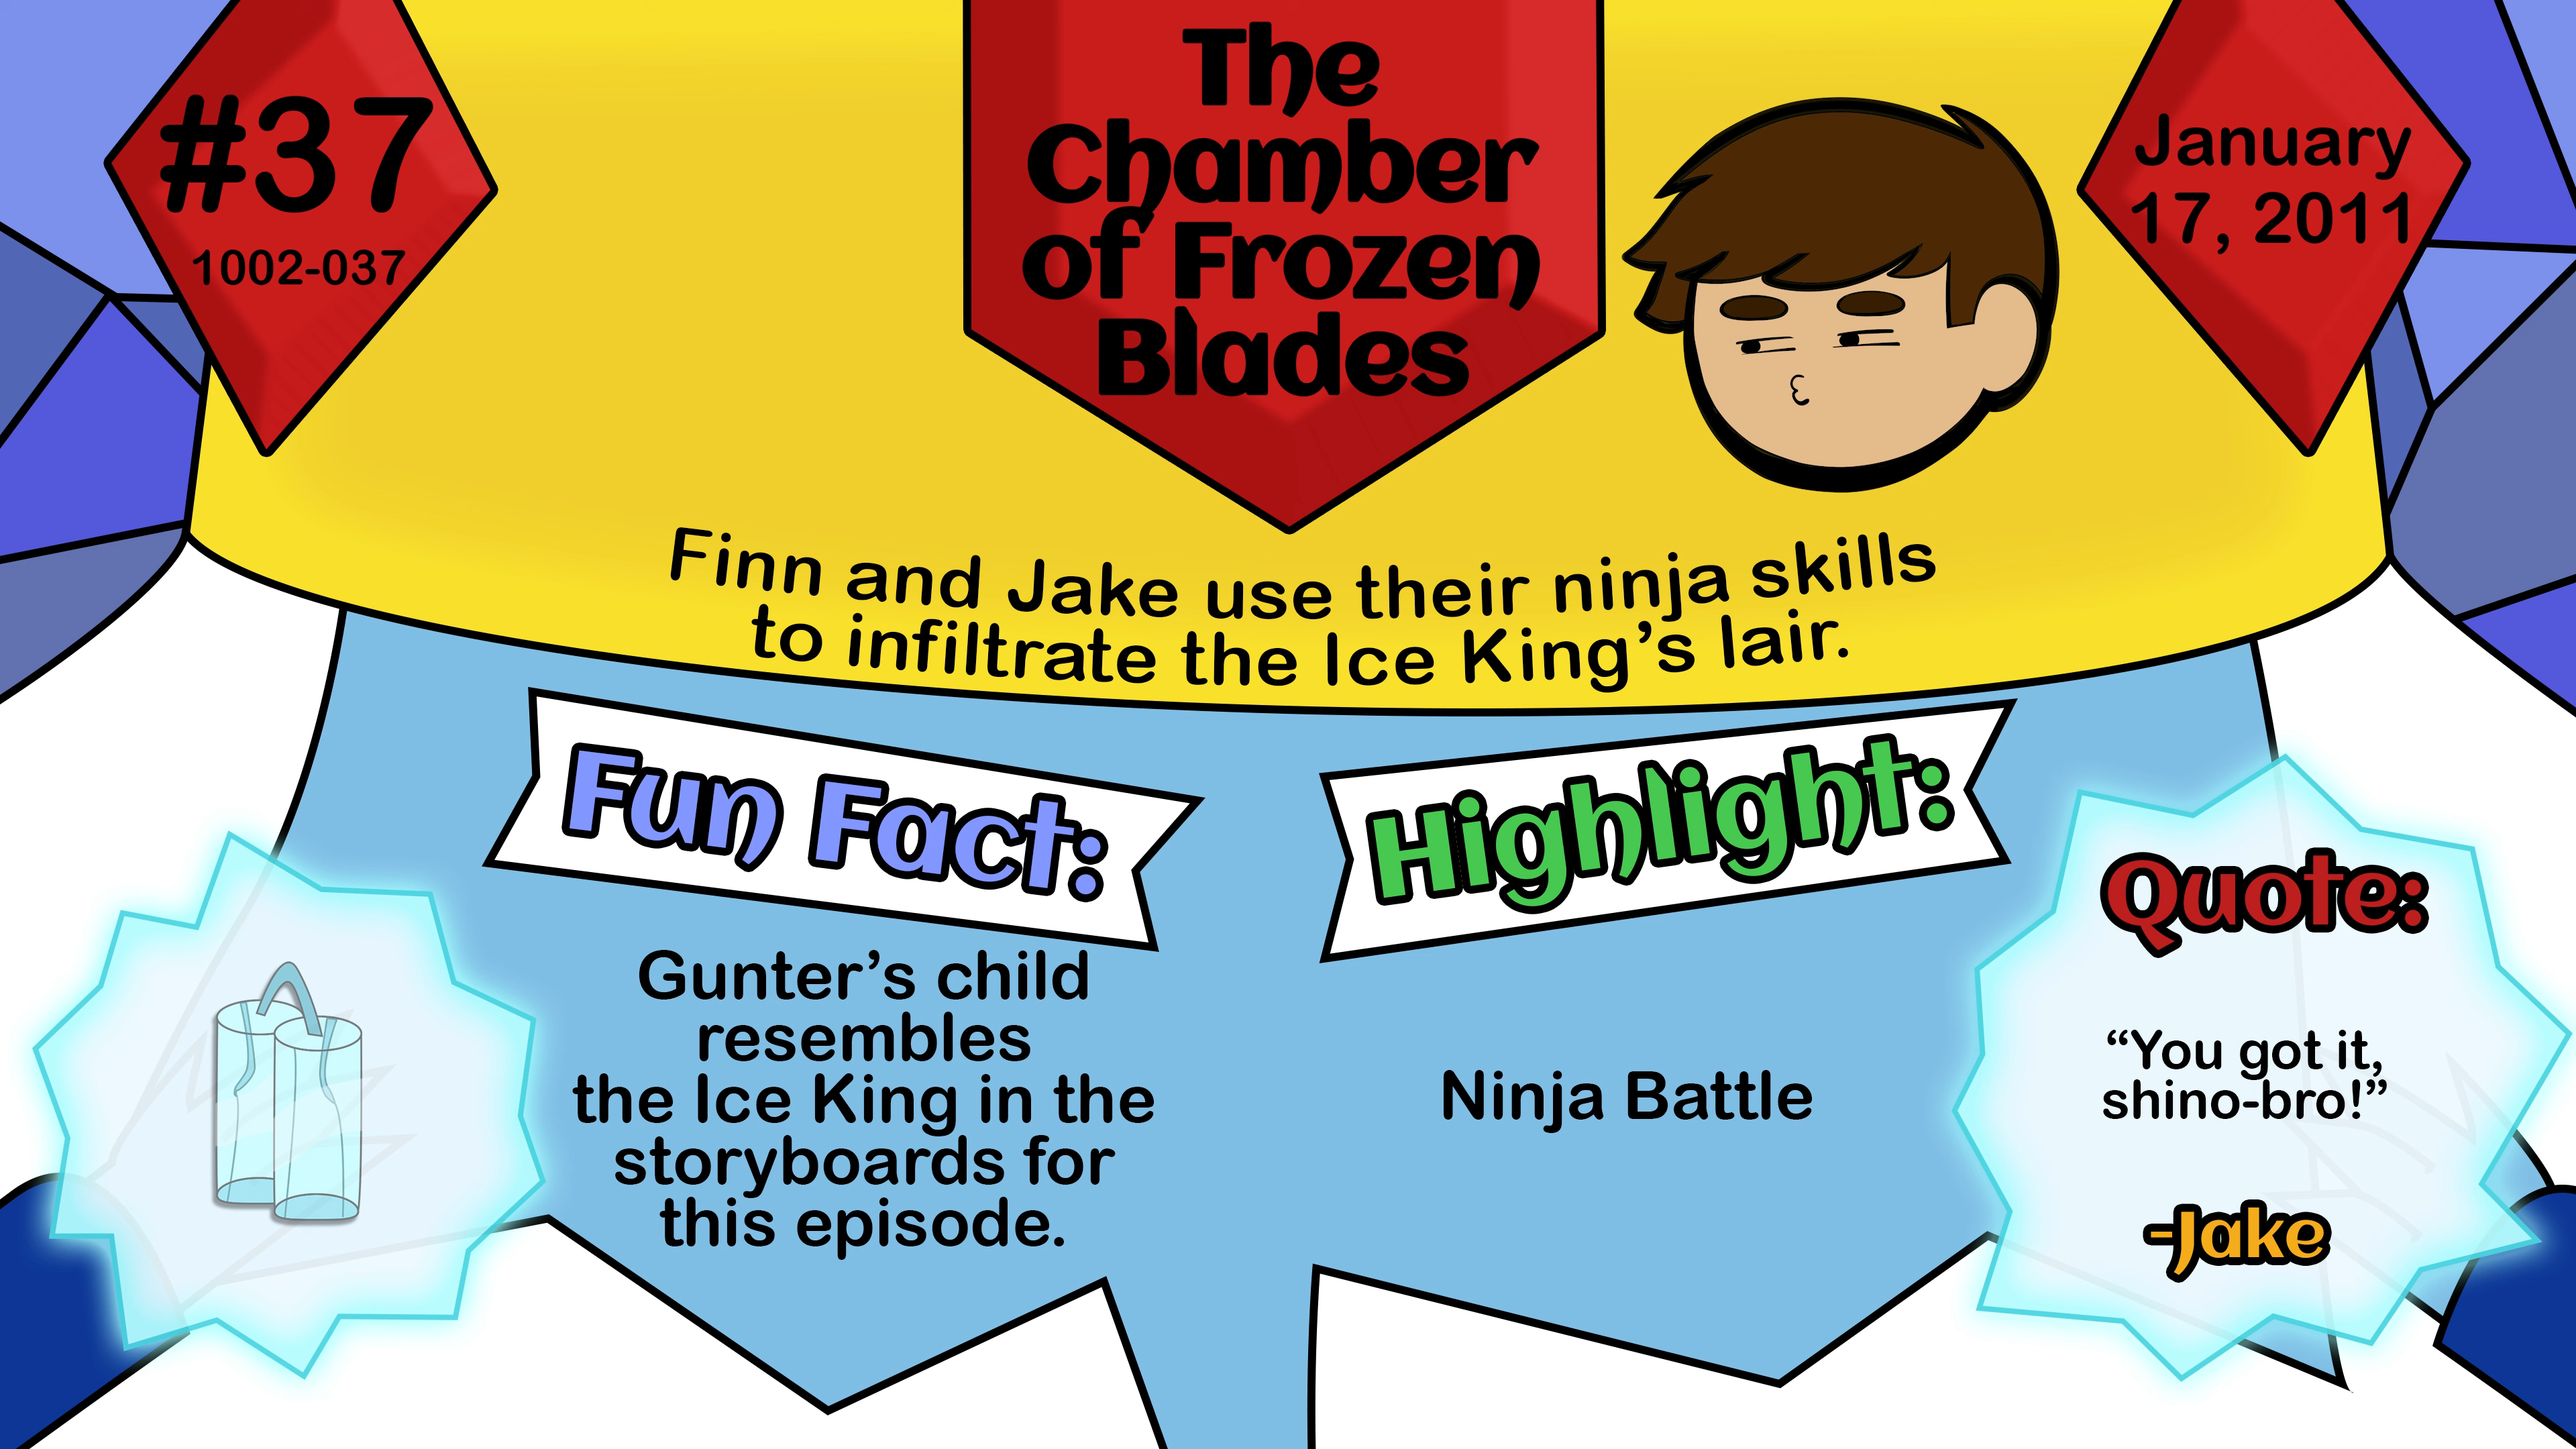 #37
1002-037
The
Chamber
of Frozen
Blades
January
17, 2011
Finn and Jake use their ninja skills
to infiltrate the Ice King’s lair.
Fun Fact:
Gunter’s child
resembles
the Ice King in the
storyboards for
this episode.
Highlight:
Ninja Battle
Quote:
“You got it,
shino-bro!”
-Jake